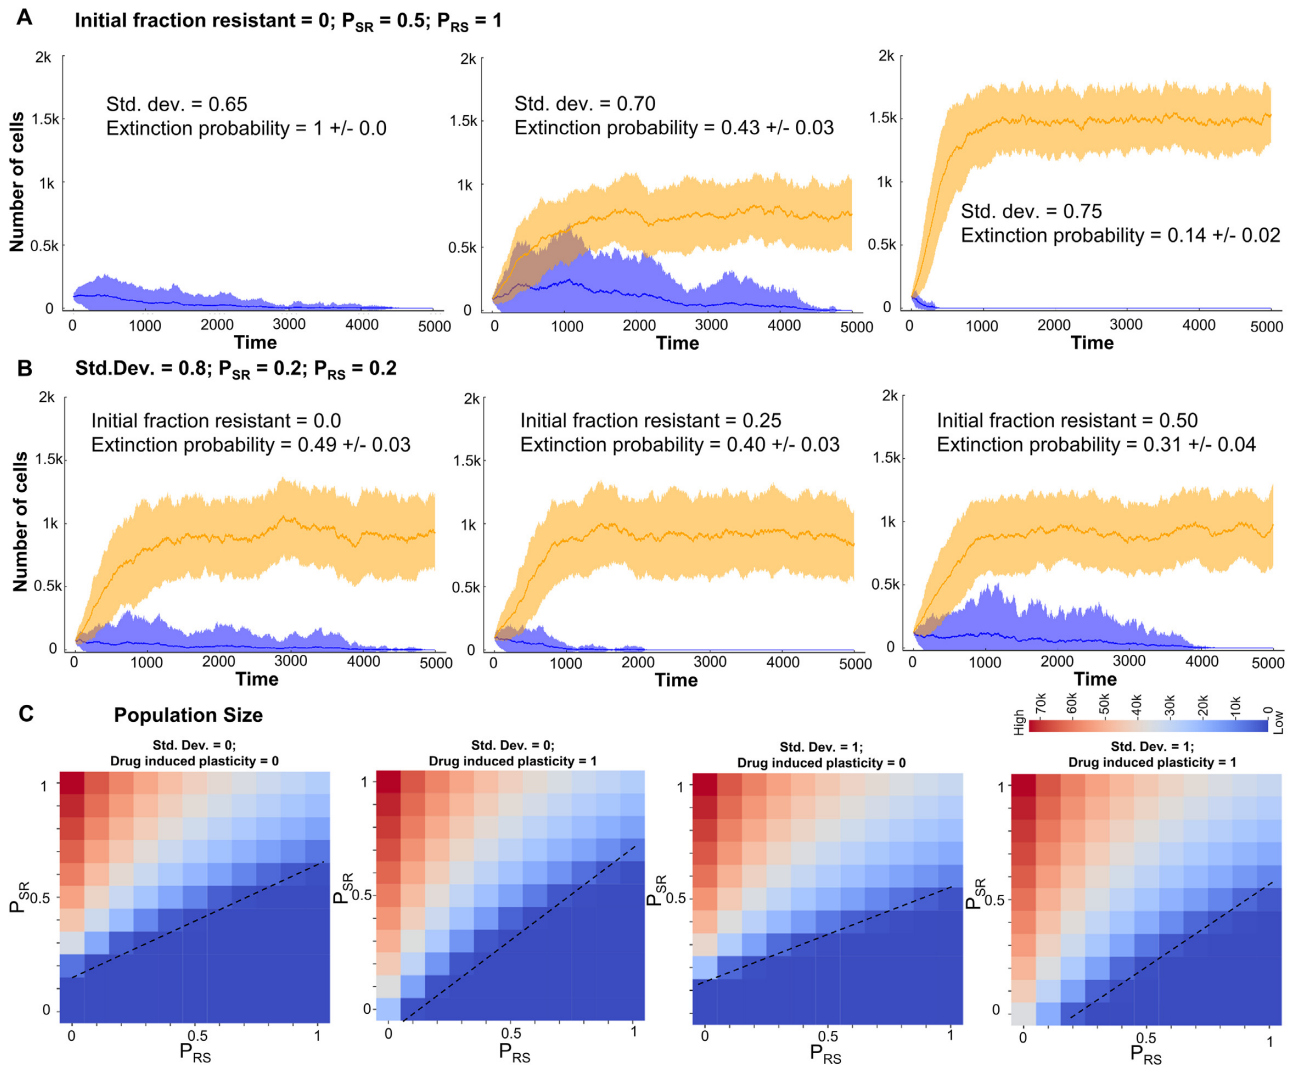 A
Initial fraction resistant = 0; P_SR = 0.5; P_RS = 1
2k
1.5k
1k
0.5k
0
Number of cells
Std. dev. = 0.65
Extinction probability = 1 +/- 0.0
0 1000 2000 3000 4000 5000
Time
2k
1.5k
1k
0.5k
0
Std. dev. = 0.70
Extinction probability = 0.43 +/- 0.03
0 1000 2000 3000 4000 5000
Time
2k
1.5k
1k
0.5k
0
Std. dev. = 0.75
Extinction probability = 0.14 +/- 0.02
0 1000 2000 3000 4000 5000
Time
B
Std.Dev. = 0.8; P_SR = 0.2; P_RS = 0.2
2k
1.5k
1k
0.5k
0
Number of cells
Initial fraction resistant = 0.0
Extinction probability = 0.49 +/- 0.03
0 1000 2000 3000 4000 5000
Time
2k
1.5k
1k
0.5k
0
Initial fraction resistant = 0.25
Extinction probability = 0.40 +/- 0.03
0 1000 2000 3000 4000 5000
Time
2k
1.5k
1k
0.5k
0
Initial fraction resistant = 0.50
Extinction probability = 0.31 +/- 0.04
0 1000 2000 3000 4000 5000
Time
C
Population Size
High 70k 60k 50k 40k 30k 20k 10k 0 Low
Std. Dev. = 0;
Drug induced plasticity = 0
1
0.5
0
P_SR
0 0.5 1
P_RS
Std. Dev. = 0;
Drug induced plasticity = 1
1
0.5
0
P_SR
0 0.5 1
P_RS
Std. Dev. = 1;
Drug induced plasticity = 0
1
0.5
0
P_SR
0 0.5 1
P_RS
Std. Dev. = 1;
Drug induced plasticity = 1
1
0.5
0
P_SR
0 0.5 1
P_RS